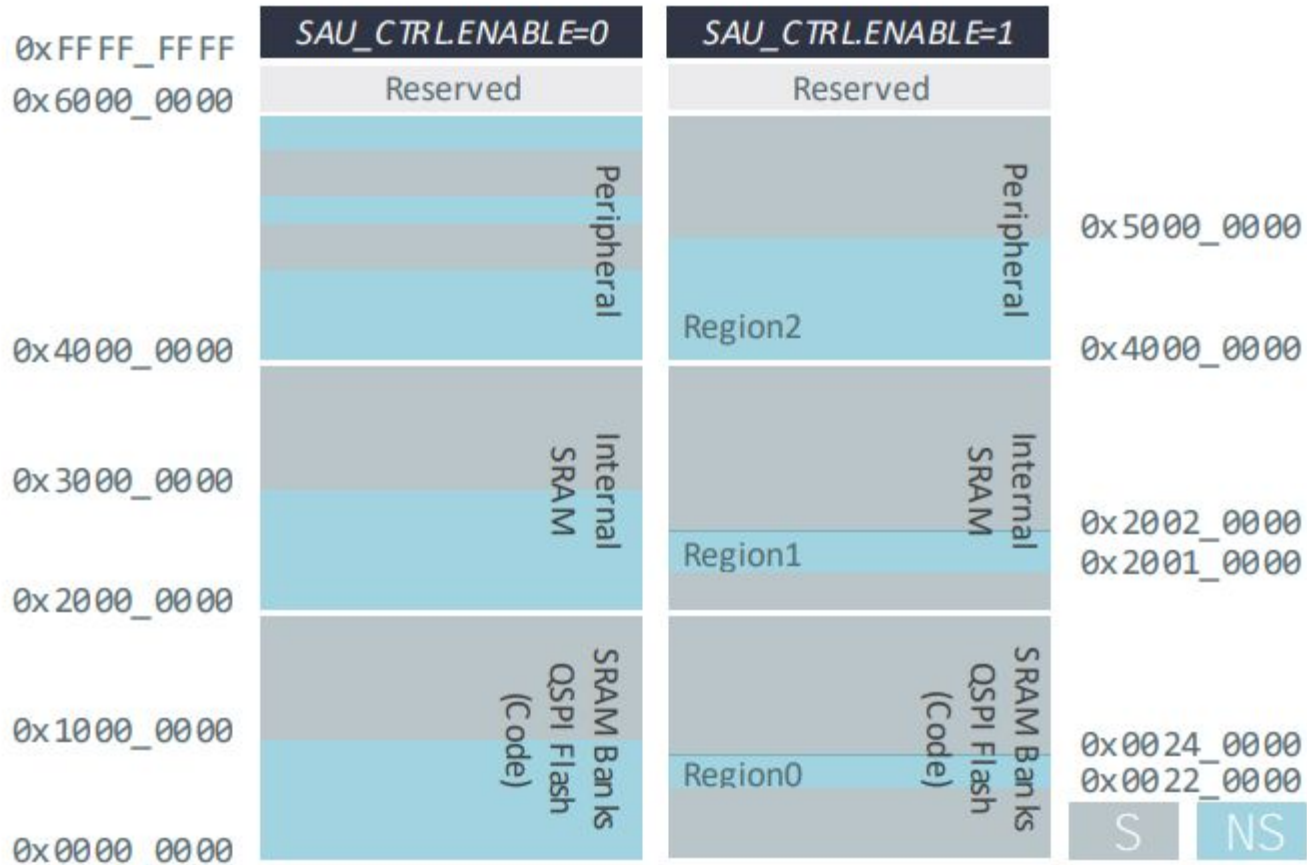 SAU_CTRL.ENABLE=0
SAU_CTRL.ENABLE=1
0xFFFF_FFFF
0x6000_0000
Reserved
Reserved
Peripheral
Peripheral
0x5000_0000
Region2
0x4000_0000
0x4000_0000
Internal
SRAM
Internal
SRAM
0x3000_0000
0x2002_0000
Region1
0x2001_0000
0x2000_0000
SRAM Banks
QSPI Flash
(Code)
SRAM Banks
QSPI Flash
(Code)
0x1000_0000
0x0024_0000
Region0
0x0022_0000
0x0000_0000
S
NS